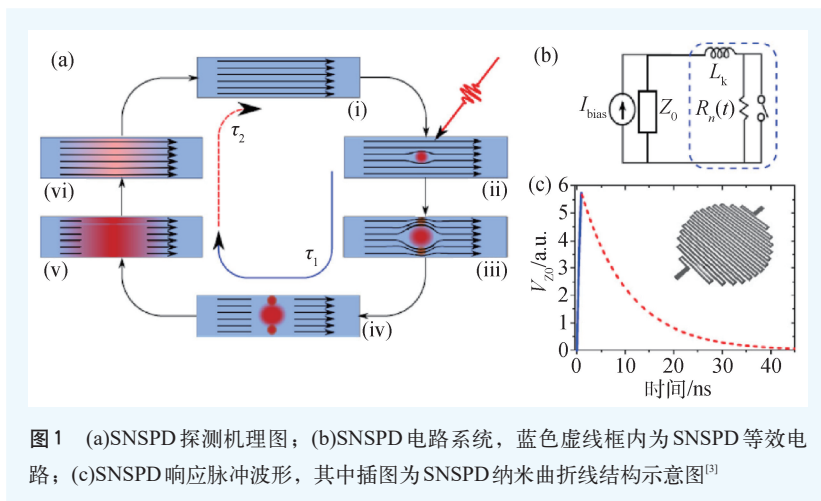 (a)
(i)
τ2
τ1
(ii)
(iii)
(iv)
(v)
(vi)
(b)
Ibias
Z0
Lk
Rn(t)
(c)
VZ0/a.u.
6
5
4
3
2
1
0
0 10 20 30 40
时间/ns
图1 (a)SNSPD探测机理图；(b)SNSPD电路系统，蓝色虚线框内为SNSPD等效电
路；(c)SNSPD响应脉冲波形，其中插图为SNSPD纳米曲折线结构示意图[3]